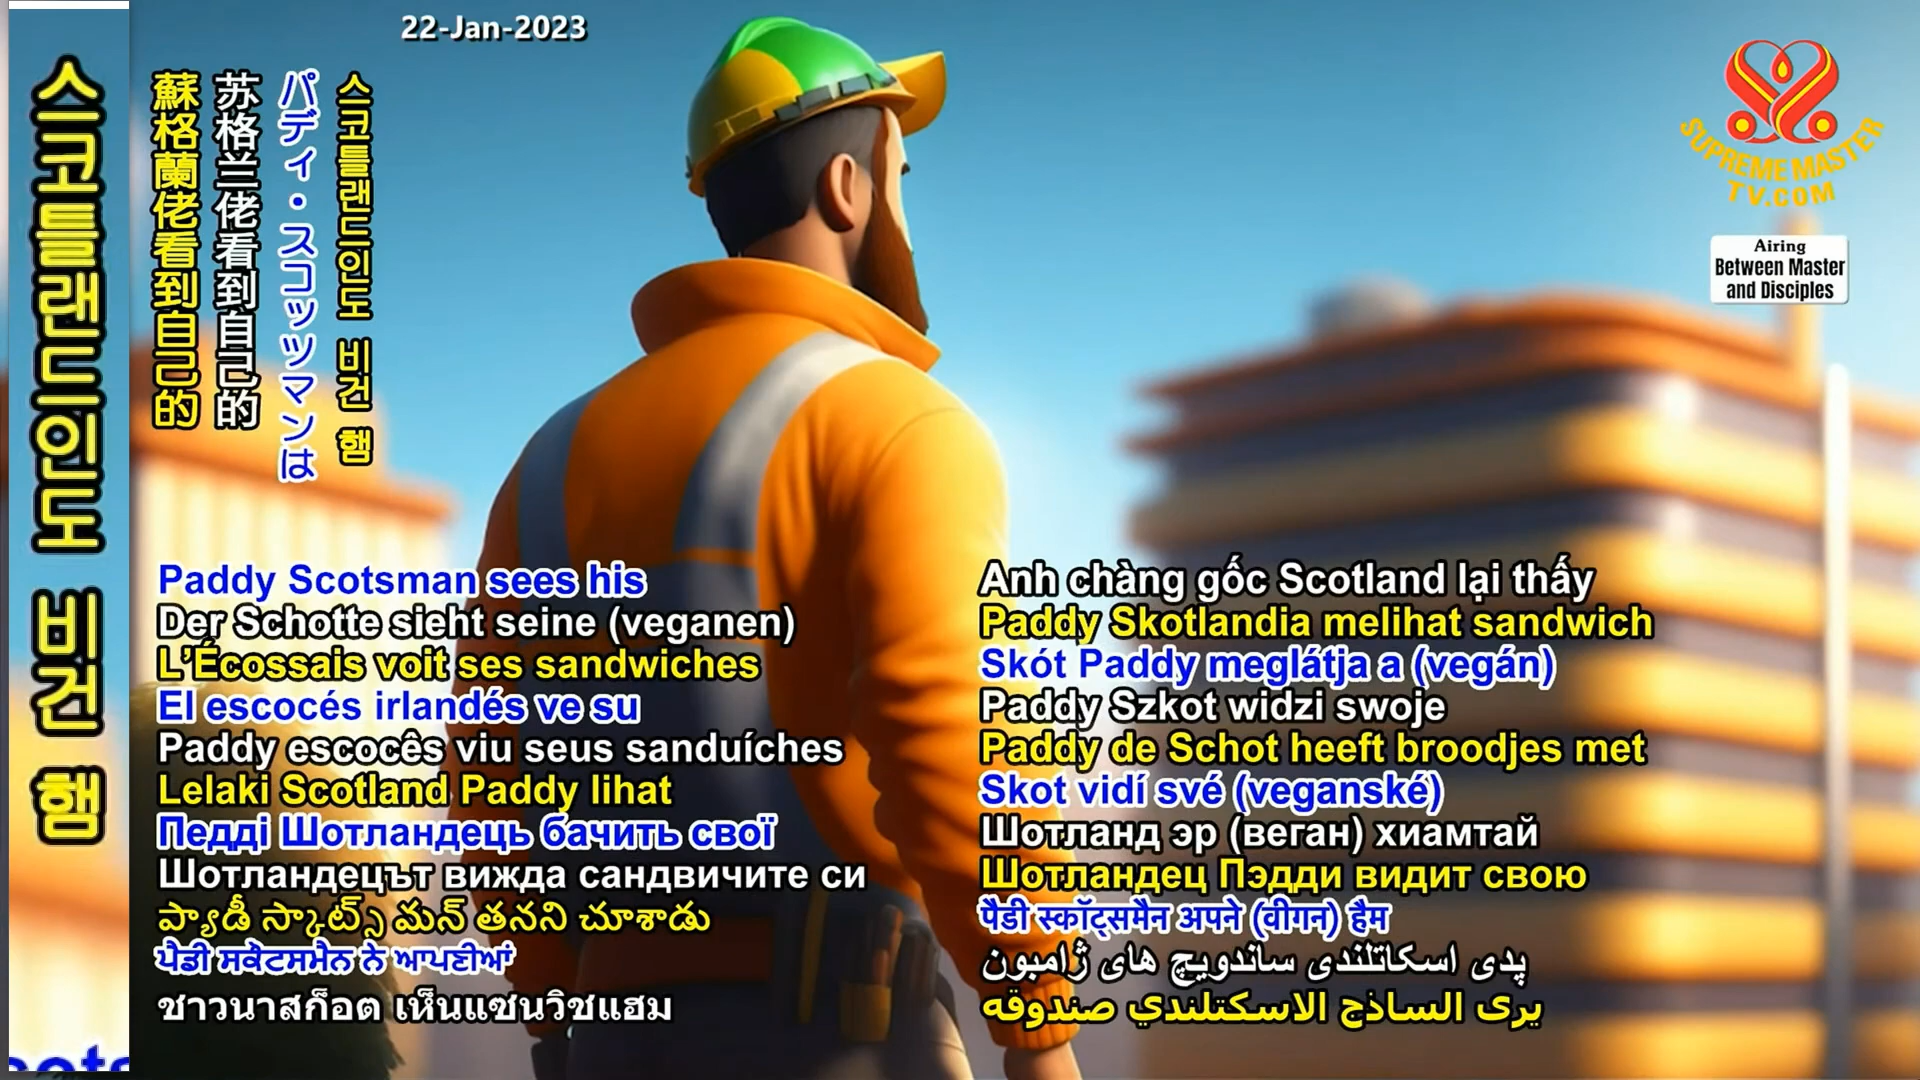 22-Jan-2023
스코틀랜드인도 비건 햄
蘇格蘭佬看到自己的
苏格兰佬看到自己的
パディ・スコッツマンは
스코틀랜드인도 비건 햄
SUPREME MASTER
TV.COM
Airing
Between Master
and Disciples
Paddy Scotsman sees his
Der Schotte sieht seine (veganen)
L’Écossais voit ses sandwiches
El escocés irlandés ve su
Paddy escocês viu seus sanduíches
Lelaki Scotland Paddy lihat
Педді Шотландець бачить свої
Шотландецът вижда сандвичите си
ప్యాడీ స్కాట్స్ మన్ తనని చూశాడు
ਪੈਡੀ ਸਕੋਟਸਮੈਨ ਨੇ ਆਪਣੀਆਂ
ชาวนาสก็อต เห็นแซนวิชแฮม
Anh chàng gốc Scotland lại thấy
Paddy Skotlandia melihat sandwich
Skót Paddy meglátja a (vegán)
Paddy Szkot widzi swoje
Paddy de Schot heeft broodjes met
Skot vidí své (veganské)
Шотланд эр (веган) хиамтай
Шотландец Пэдди видит свою
पैडी स्कॉट्समैन अपने (वीगन) हैम
پدی اسکاتلندی ساندویچ های ژامبون
يرى الساذج الاسكتلندي صندوقه